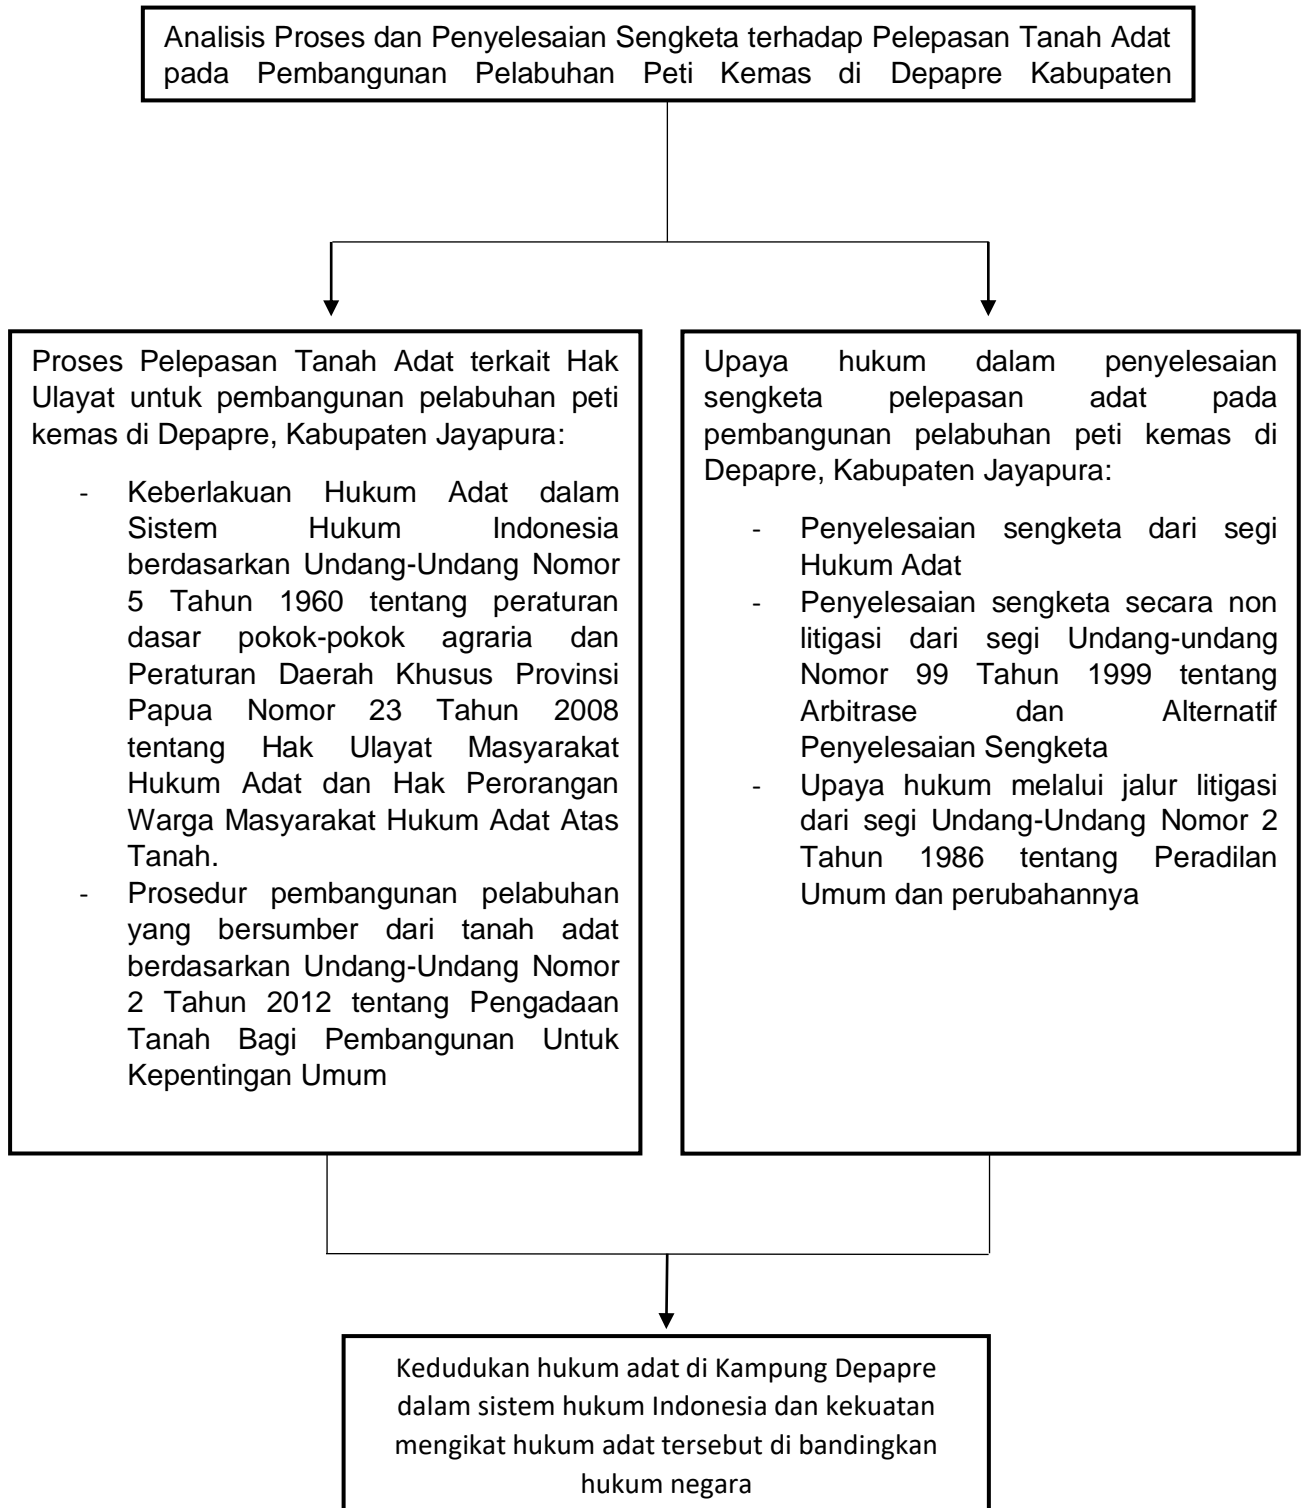 Analisis Proses dan Penyelesaian Sengketa terhadap Pelepasan Tanah Adat
pada Pembangunan Pelabuhan Peti Kemas di Depapre Kabupaten
Proses Pelepasan Tanah Adat terkait Hak
Ulayat untuk pembangunan pelabuhan peti
kemas di Depapre, Kabupaten Jayapura:
- Keberlakuan Hukum Adat dalam
Sistem Hukum Indonesia
berdasarkan Undang-Undang Nomor
5 Tahun 1960 tentang peraturan
dasar pokok-pokok agraria dan
Peraturan Daerah Khusus Provinsi
Papua Nomor 23 Tahun 2008
tentang Hak Ulayat Masyarakat
Hukum Adat dan Hak Perorangan
Warga Masyarakat Hukum Adat Atas
Tanah.
- Prosedur pembangunan pelabuhan
yang bersumber dari tanah adat
berdasarkan Undang-Undang Nomor
2 Tahun 2012 tentang Pengadaan
Tanah Bagi Pembangunan Untuk
Kepentingan Umum
Upaya hukum dalam penyelesaian
sengketa pelepasan adat pada
pembangunan pelabuhan peti kemas di
Depapre, Kabupaten Jayapura:
- Penyelesaian sengketa dari segi
Hukum Adat
- Penyelesaian sengketa secara non
litigasi dari segi Undang-undang
Nomor 99 Tahun 1999 tentang
Arbitrase dan Alternatif
Penyelesaian Sengketa
- Upaya hukum melalui jalur litigasi
dari segi Undang-Undang Nomor 2
Tahun 1986 tentang Peradilan
Umum dan perubahannya
Kedudukan hukum adat di Kampung Depapre
dalam sistem hukum Indonesia dan kekuatan
mengikat hukum adat tersebut di bandingkan
hukum negara